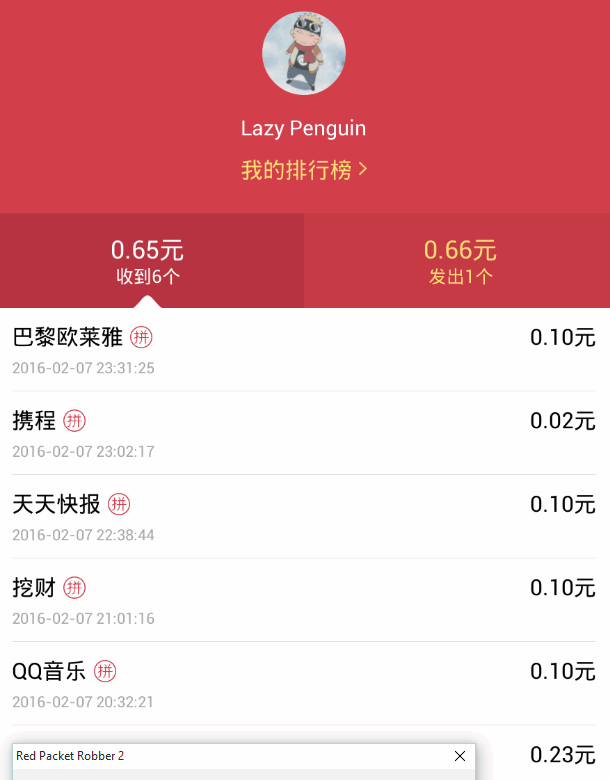 Lazy Penguin
我的排行榜 >
0.65元
收到6个
0.66元
发出1个
巴黎欧莱雅 拼 0.10元
2016-02-07 23:31:25
携程 拼 0.02元
2016-02-07 23:02:17
天天快报 拼 0.10元
2016-02-07 22:38:44
挖财 拼 0.10元
2016-02-07 21:01:16
QQ音乐 拼 0.10元
2016-02-07 20:32:21
0.23元
Red Packet Robber 2